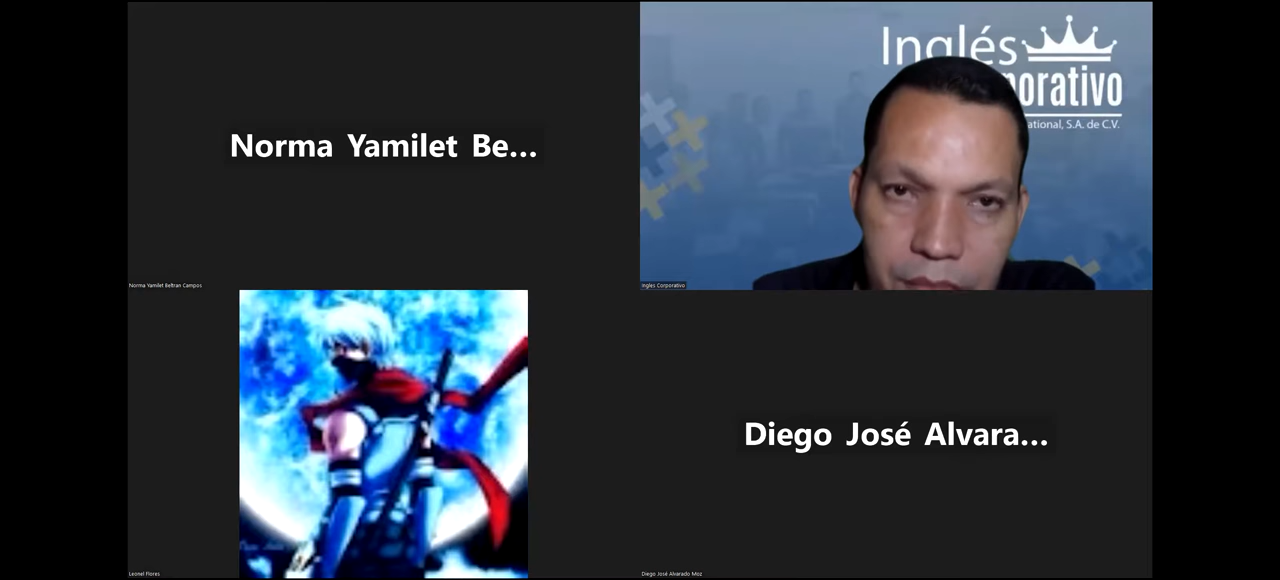 Norma Yamilet Be...
Norma Yamilet Beltran Campos
Inglés
porativo
ational, S.A. de C.V.
Ingles Corporativo
Leonel Flores
Diego José Alvara...
Diego José Alvarado Moz